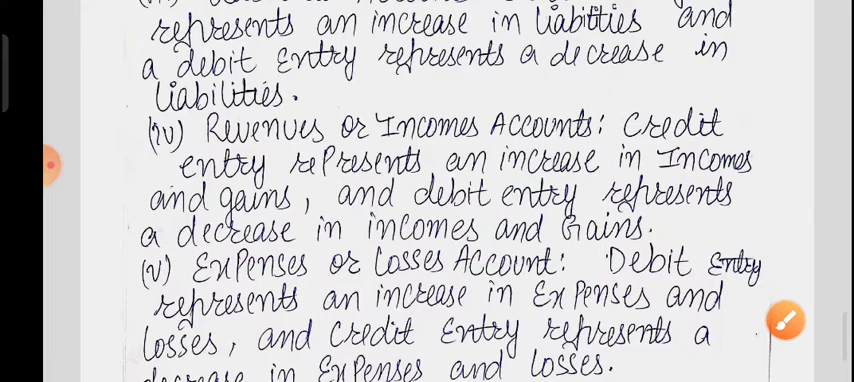 represents an increase in liabilities and
a debit entry represents a decrease in
liabilities.
(iv) Revenues or Incomes Accounts: Credit
entry represents an increase in Incomes
and gains, and debit entry represents
a decrease in incomes and Gains.
(v) Expenses or Losses Account: Debit entry
represents an increase in Expenses and
losses, and credit entry represents a
decrease in Expenses and losses.